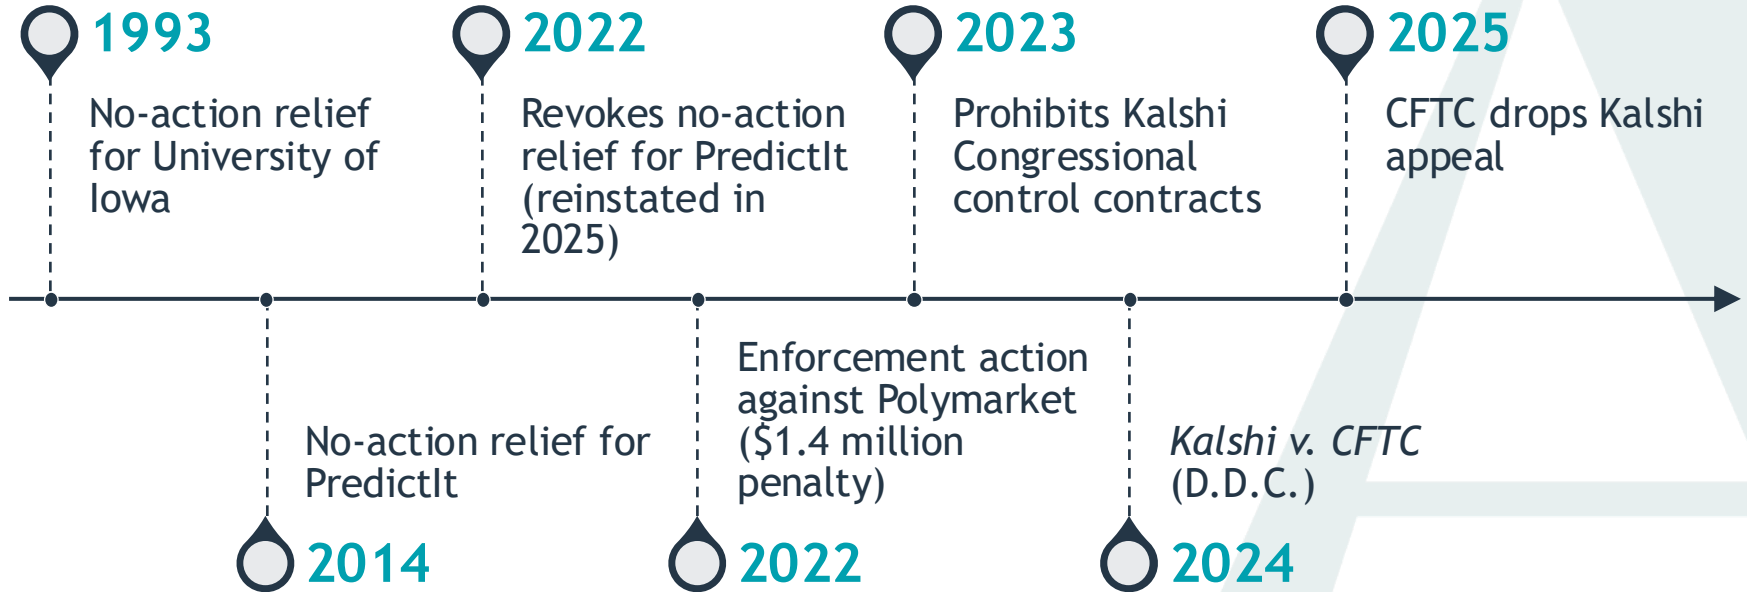 1993
No-action relief
for University of
Iowa
2014
No-action relief for
PredictIt
2022
Revokes no-action
relief for PredictIt
(reinstated in
2025)
2022
Enforcement action
against Polymarket
($1.4 million
penalty)
2023
Prohibits Kalshi
Congressional
control contracts
2024
Kalshi v. CFTC
(D.D.C.)
2025
CFTC drops Kalshi
appeal